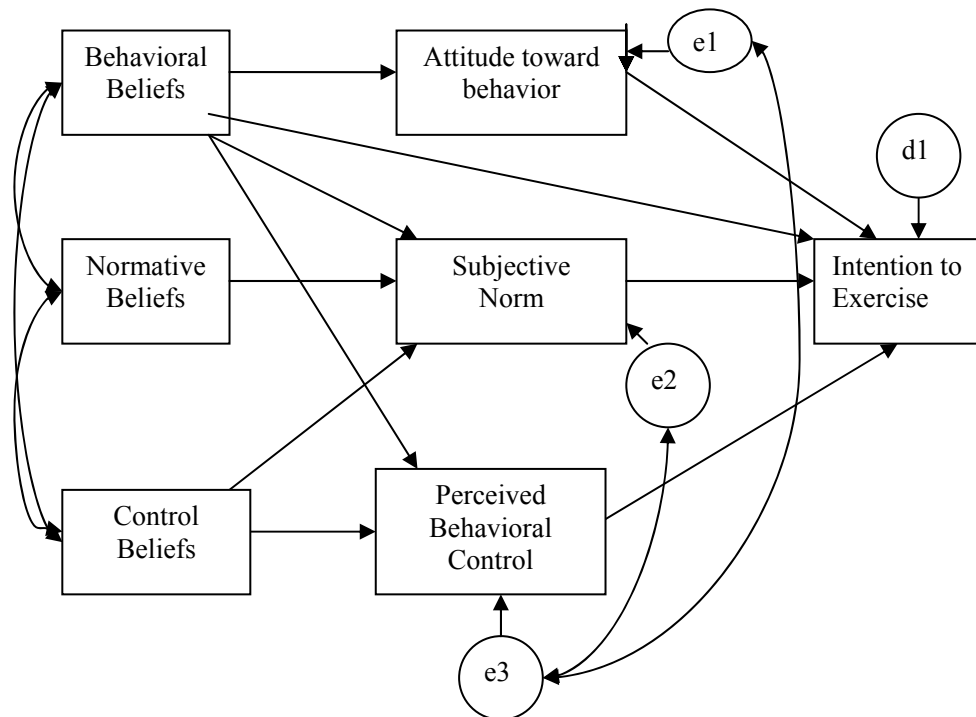 Behavioral
Beliefs
Attitude toward
behavior
e1
d1
Normative
Beliefs
Subjective
Norm
Intention to
Exercise
e2
Control
Beliefs
Perceived
Behavioral
Control
e3